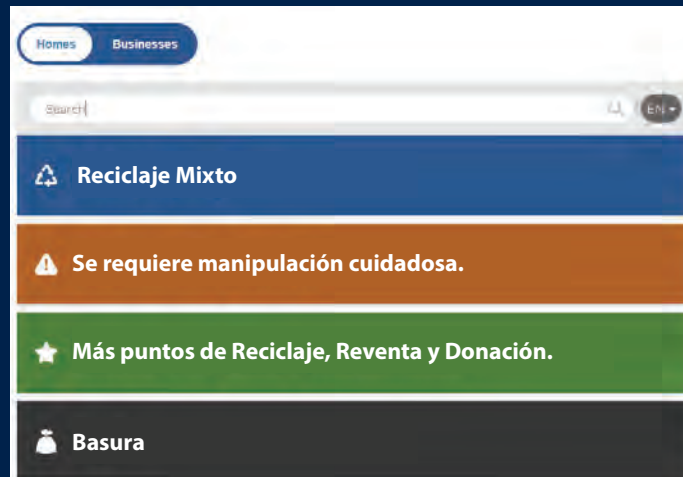 Homes Businesses
Search
EN
Reciclaje Mixto
Se requiere manipulación cuidadosa.
Más puntos de Reciclaje, Reventa y Donación.
Basura